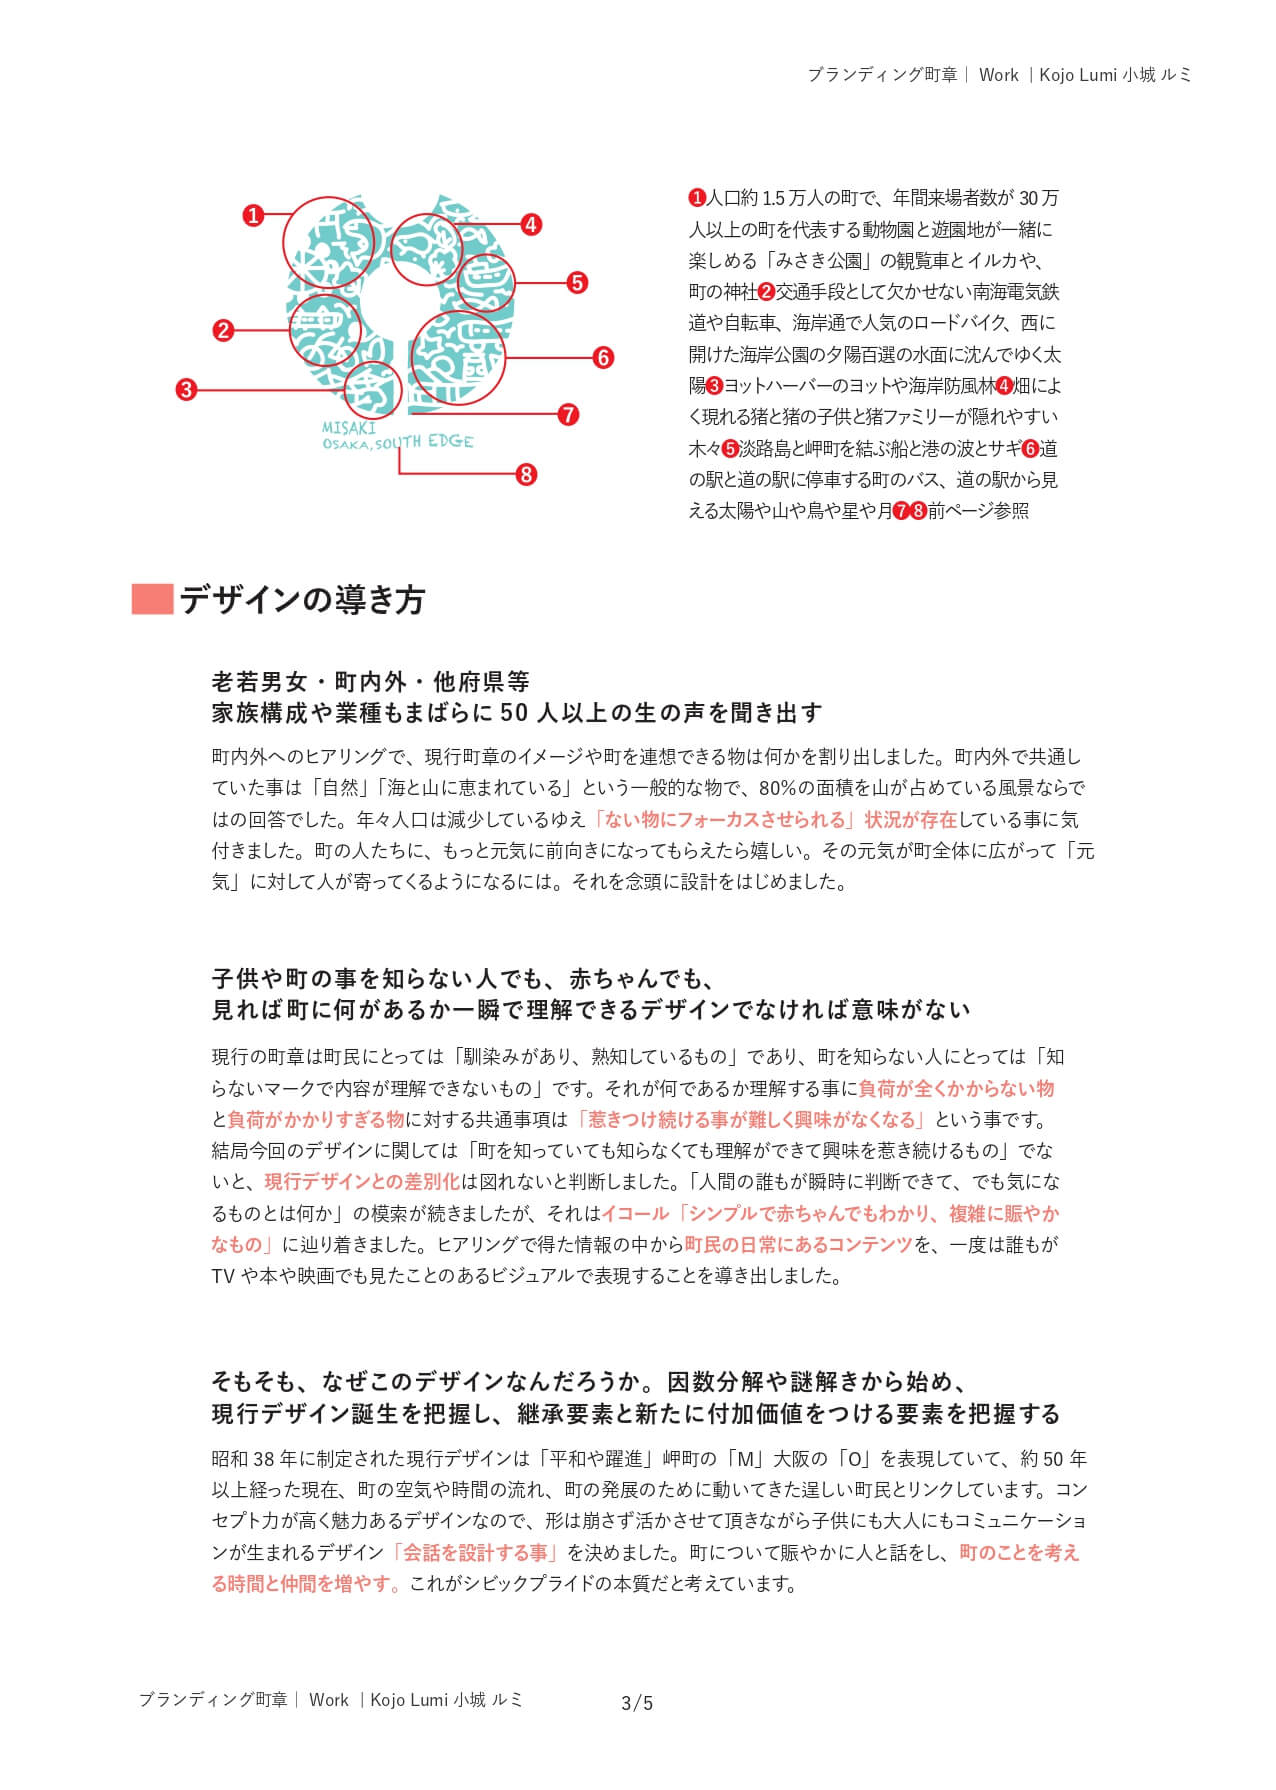 ブランディング町章｜ Work ｜Kojo Lumi 小城 ルミ
❶
❷
❸
❹
❺
❻
❼
❽
MISAKI
OSAKA, SOUTH EDGE
❶人口約 1.5 万人の町で、年間来場者数が 30 万
人以上の町を代表する動物園と遊園地が一緒に
楽しめる「みさき公園」の観覧車とイルカや、
町の神社❷交通手段として欠かせない南海電気鉄
道や自転車、海岸通で人気のロードバイク、西に
開けた海岸公園の夕陽百選の水面に沈んでゆく太
陽❸ヨットハーバーのヨットや海岸防風林❹畑によ
く現れる猪と猪の子供と猪ファミリーが隠れやすい
木々❺淡路島と岬町を結ぶ船と港の波とサギ❻道
の駅と道の駅に停車する町のバス、道の駅から見
える太陽や山や鳥や星や月❼❽前ページ参照
デザインの導き方
老若男女・町内外・他府県等
家族構成や業種もまばらに 50 人以上の生の声を聞き出す
町内外へのヒアリングで、現行町章のイメージや町を連想できる物は何かを割り出しました。町内外で共通し
ていた事は「自然」「海と山に恵まれている」という一般的な物で、80%の面積を山が占めている風景ならで
はの回答でした。年々人口は減少しているゆえ「ない物にフォーカスさせられる」状況が存在している事に気
付きました。町の人たちに、もっと元気に前向きになってもらえたら嬉しい。その元気が町全体に広がって「元
気」に対して人が寄ってくるようになるには。それを念頭に設計をはじめました。
子供や町の事を知らない人でも、赤ちゃんでも、
見れば町に何があるか一瞬で理解できるデザインでなければ意味がない
現行の町章は町民にとっては「馴染みがあり、熟知しているもの」であり、町を知らない人にとっては「知
らないマークで内容が理解できないもの」です。それが何であるか理解する事に負荷が全くかからない物
と負荷がかかりすぎる物に対する共通事項は「惹きつけ続ける事が難しく興味がなくなる」という事です。
結局今回のデザインに関しては「町を知っていても知らなくても理解ができて興味を惹き続けるもの」でな
いと、現行デザインとの差別化は図れないと判断しました。「人間の誰もが瞬時に判断できて、でも気にな
るものとは何か」の模索が続きましたが、それはイコール「シンプルで赤ちゃんでもわかり、複雑に賑やか
なもの」に辿り着きました。ヒアリングで得た情報の中から町民の日常にあるコンテンツを、一度は誰もが
TV や本や映画でも見たことのあるビジュアルで表現することを導き出しました。
そもそも、なぜこのデザインなんだろうか。因数分解や謎解きから始め、
現行デザイン誕生を把握し、継承要素と新たに付加価値をつける要素を把握する
昭和 38 年に制定された現行デザインは「平和や躍進」岬町の「M」大阪の「O」を表現していて、約 50 年
以上経った現在、町の空気や時間の流れ、町の発展のために動いてきた逞しい町民とリンクしています。コン
セプト力が高く魅力あるデザインなので、形は崩さず活かさせて頂きながら子供にも大人にもコミュニケーショ
ンが生まれるデザイン「会話を設計する事」を決めました。町について賑やかに人と話をし、町のことを考え
る時間と仲間を増やす。これがシビックプライドの本質だと考えています。
ブランディング町章｜ Work ｜Kojo Lumi 小城 ルミ
3/5